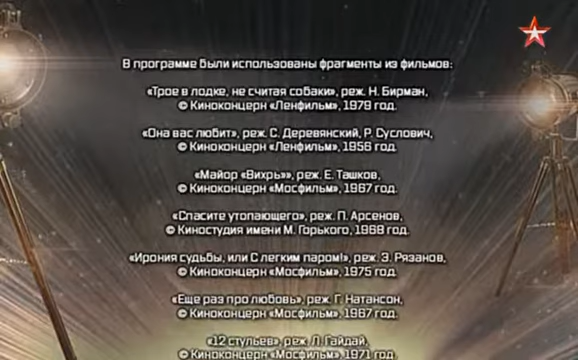 В программе были использованы фрагменты из фильмов:
«Трое в лодке, не считая собаки», реж. Н. Бирман,
© Киноконцерн «Ленфильм», 1979 год.
«Она вас любит», реж. С. Деревянский, Р. Суслович,
© Киноконцерн «Ленфильм», 1956 год.
«Майор «Вихрь»», реж. Е. Ташков,
© Киноконцерн «Мосфильм», 1967 год.
«Спасите утопающего», реж. П. Арсенов,
© Киностудия имени М. Горького, 1968 год.
«Ирония судьбы, или С легким паром!», реж. Э. Рязанов,
© Киноконцерн «Мосфильм», 1975 год.
«Еще раз про любовь», реж. Г. Натансон,
© Киноконцерн «Мосфильм», 1967 год.
«12 стульев», реж. Л. Гайдай,
© Киноконцерн «Мосфильм», 1971 год.